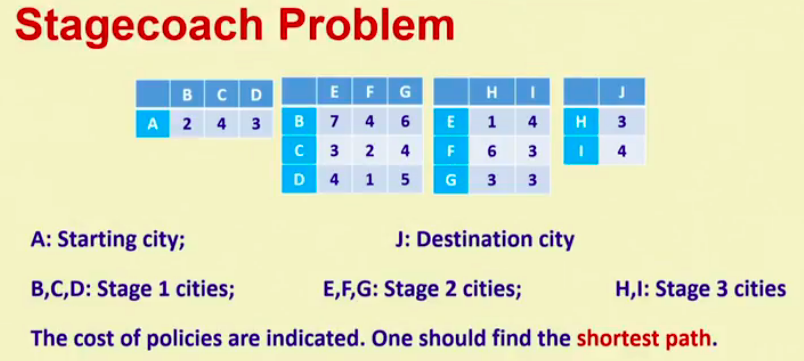 Stagecoach Problem
B C D
A 2 4 3
E F G
B 7 4 6
C 3 2 4
D 4 1 5
H I
E 1 4
F 6 3
G 3 3
J
H 3
I 4
A: Starting city; J: Destination city
B,C,D: Stage 1 cities; E,F,G: Stage 2 cities; H,I: Stage 3 cities
The cost of policies are indicated. One should find the shortest path.